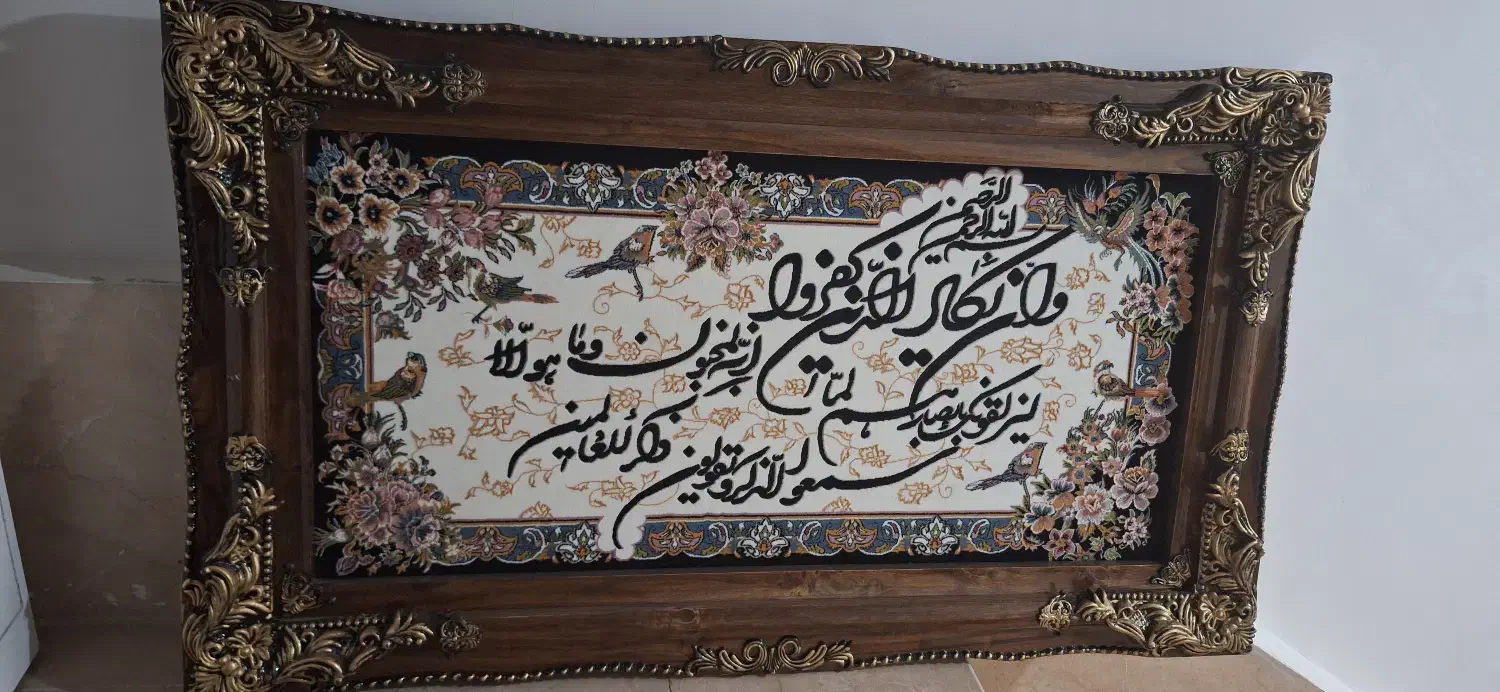 بسم الله الرحمن الرحیم
وان یکاد الذین کفروا
لیزلقونک بابصارهم لما
سمعوا الذکر و یقولون
انه لمجنون وما هو الا
ذکر للعالمین